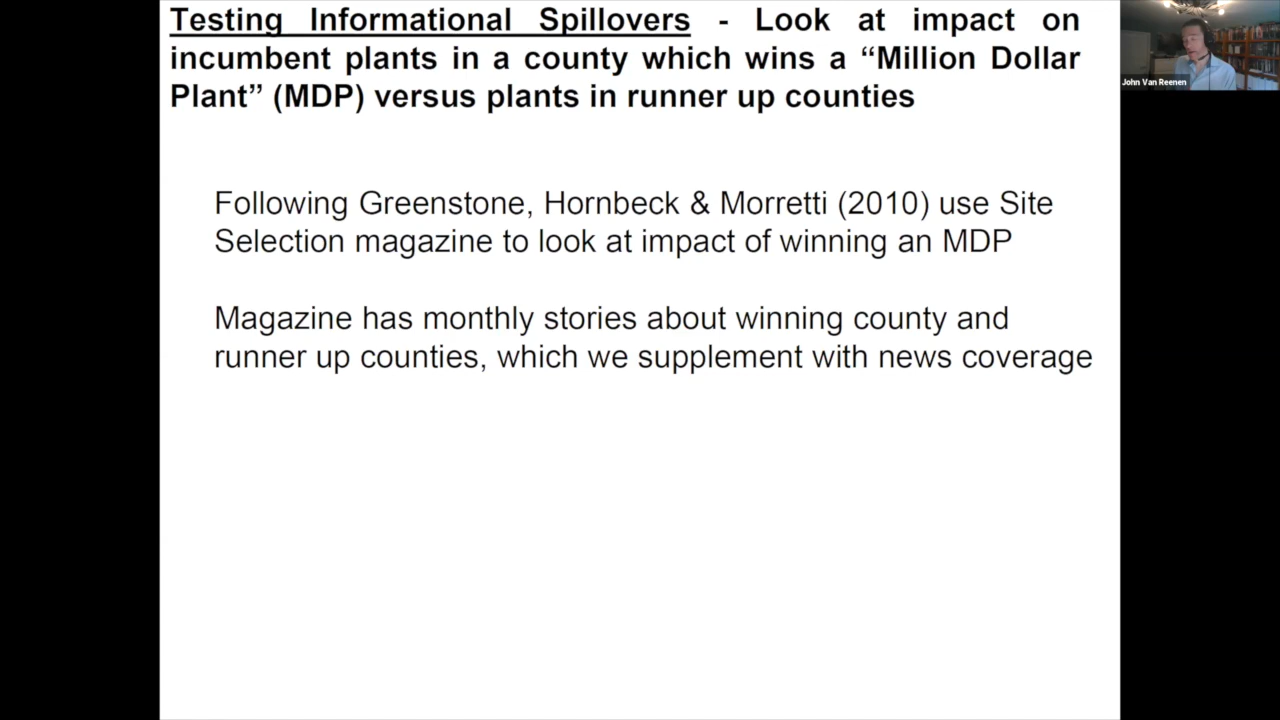 Testing Informational Spillovers - Look at impact on
incumbent plants in a county which wins a “Million Dollar
Plant” (MDP) versus plants in runner up counties
John Van Reenen
Following Greenstone, Hornbeck & Morretti (2010) use Site
Selection magazine to look at impact of winning an MDP
Magazine has monthly stories about winning county and
runner up counties, which we supplement with news coverage